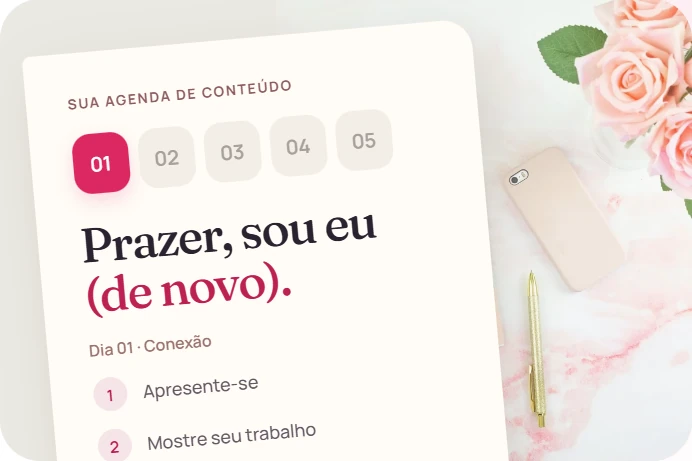 SUA AGENDA DE CONTEÚDO
01 02 03 04 05
Prazer, sou eu
(de novo).
Dia 01 · Conexão
1 Apresente-se
2 Mostre seu trabalho